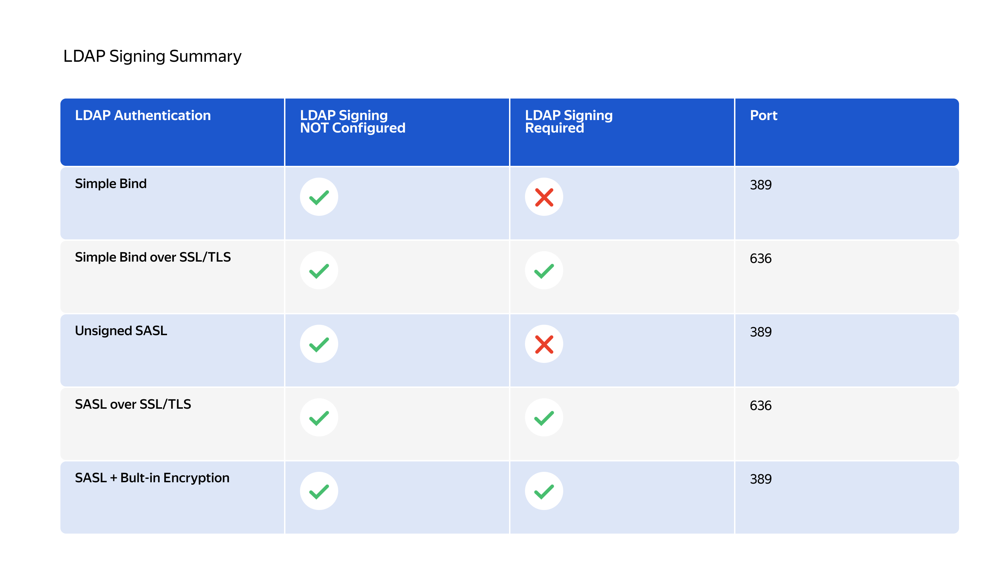 LDAP Signing Summary
LDAP Authentication
LDAP Signing
NOT Configured
LDAP Signing
Required
Port
Simple Bind
389
Simple Bind over SSL/TLS
636
Unsigned SASL
389
SASL over SSL/TLS
636
SASL + Bult-in Encryption
389